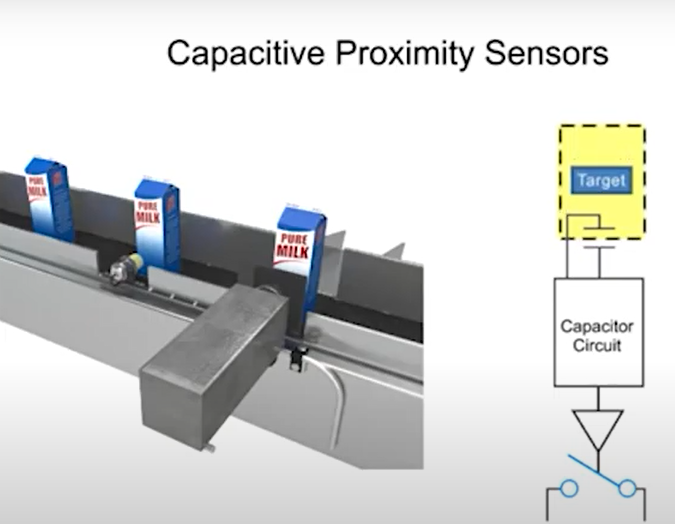 Capacitive Proximity Sensors
PURE
MILK
PURE
MILK
PURE
MILK
Target
Capacitor
Circuit